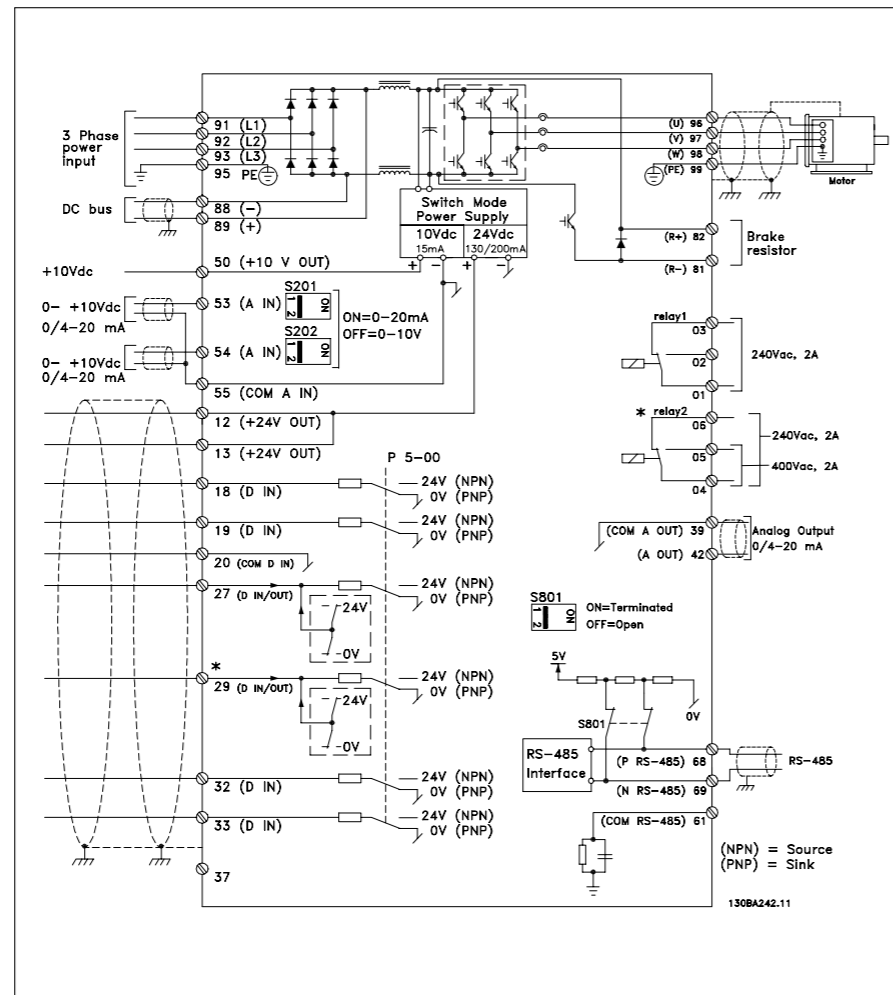 3 Phase
power
input
91 (L1)
92 (L2)
93 (L3)
95 PE
DC bus
88 (-)
89 (+)
+10Vdc
50 (+10 V OUT)
0- +10Vdc
0/4-20 mA
53 (A IN)
S201
ON
1 2
ON=0-20mA
OFF=0-10V
S202
ON
1 2
0- +10Vdc
0/4-20 mA
54 (A IN)
55 (COM A IN)
12 (+24V OUT)
13 (+24V OUT)
P 5-00
18 (D IN)
24V (NPN)
0V (PNP)
19 (D IN)
24V (NPN)
0V (PNP)
20 (COM D IN)
27 (D IN/OUT)
24V (NPN)
0V (PNP)
24V
0V
*
29 (D IN/OUT)
24V (NPN)
0V (PNP)
24V
0V
32 (D IN)
24V (NPN)
0V (PNP)
33 (D IN)
24V (NPN)
0V (PNP)
37
Switch Mode
Power Supply
10Vdc
15mA
24Vdc
130/200mA
+ - + -
(U) 96
(V) 97
(W) 98
(PE) 99
Motor
(R+) 82
(R-) 81
Brake
resistor
relay1
03
02
01
240Vac, 2A
* relay2
06
05
04
240Vac, 2A
400Vac, 2A
(COM A OUT) 39
(A OUT) 42
Analog Output
0/4-20 mA
S801
ON
1 2
ON=Terminated
OFF=Open
5V
S801
0V
RS-485
Interface
(P RS-485) 68
(N RS-485) 69
(COM RS-485) 61
RS-485
(NPN) = Source
(PNP) = Sink
130BA242.11